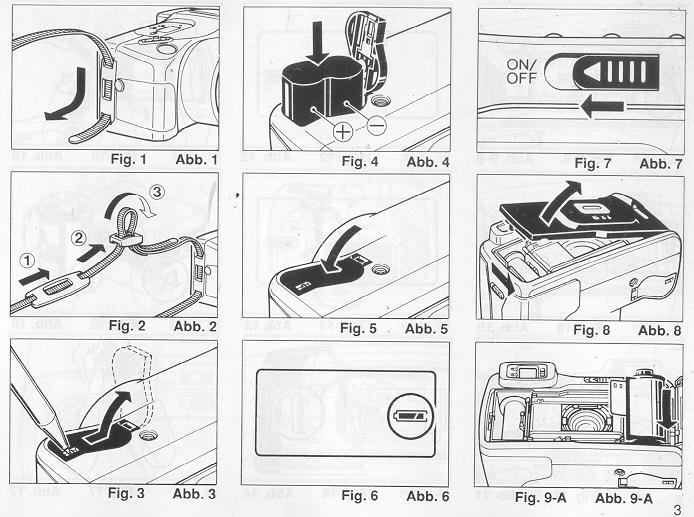 Fig. 1 Abb. 1
Fig. 4 Abb. 4
ON/
OFF
Fig. 7 Abb. 7
①
②
③
Fig. 2 Abb. 2
Fig. 5 Abb. 5
Fig. 8 Abb. 8
Fig. 3 Abb. 3
Fig. 6 Abb. 6
Fig. 9-A Abb. 9-A
3